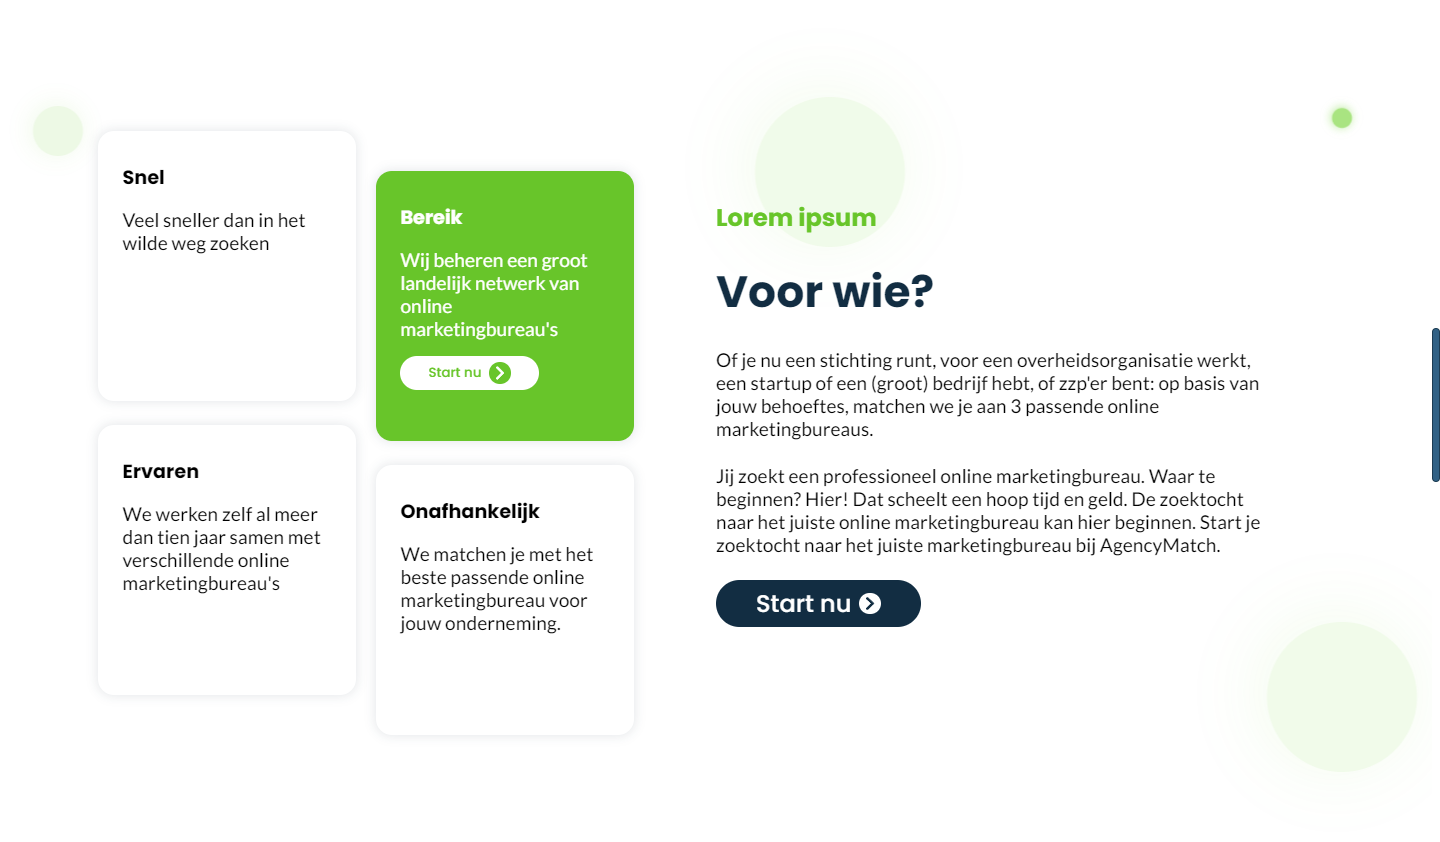 Snel
Veel sneller dan in het
wilde weg zoeken
Ervaren
We werken zelf al meer
dan tien jaar samen met
verschillende online
marketingbureau's
Bereik
Wij beheren een groot
landelijk netwerk van
online
marketingbureau's
Start nu
Onafhankelijk
We matchen je met het
beste passende online
marketingbureau voor
jouw onderneming.
Lorem ipsum
Voor wie?
Of je nu een stichting runt, voor een overheidsorganisatie werkt,
een startup of een (groot) bedrijf hebt, of zzp'er bent: op basis van
jouw behoeftes, matchen we je aan 3 passende online
marketingbureaus.
Jij zoekt een professioneel online marketingbureau. Waar te
beginnen? Hier! Dat scheelt een hoop tijd en geld. De zoektocht
naar het juiste online marketingbureau kan hier beginnen. Start je
zoektocht naar het juiste marketingbureau bij AgencyMatch.
Start nu